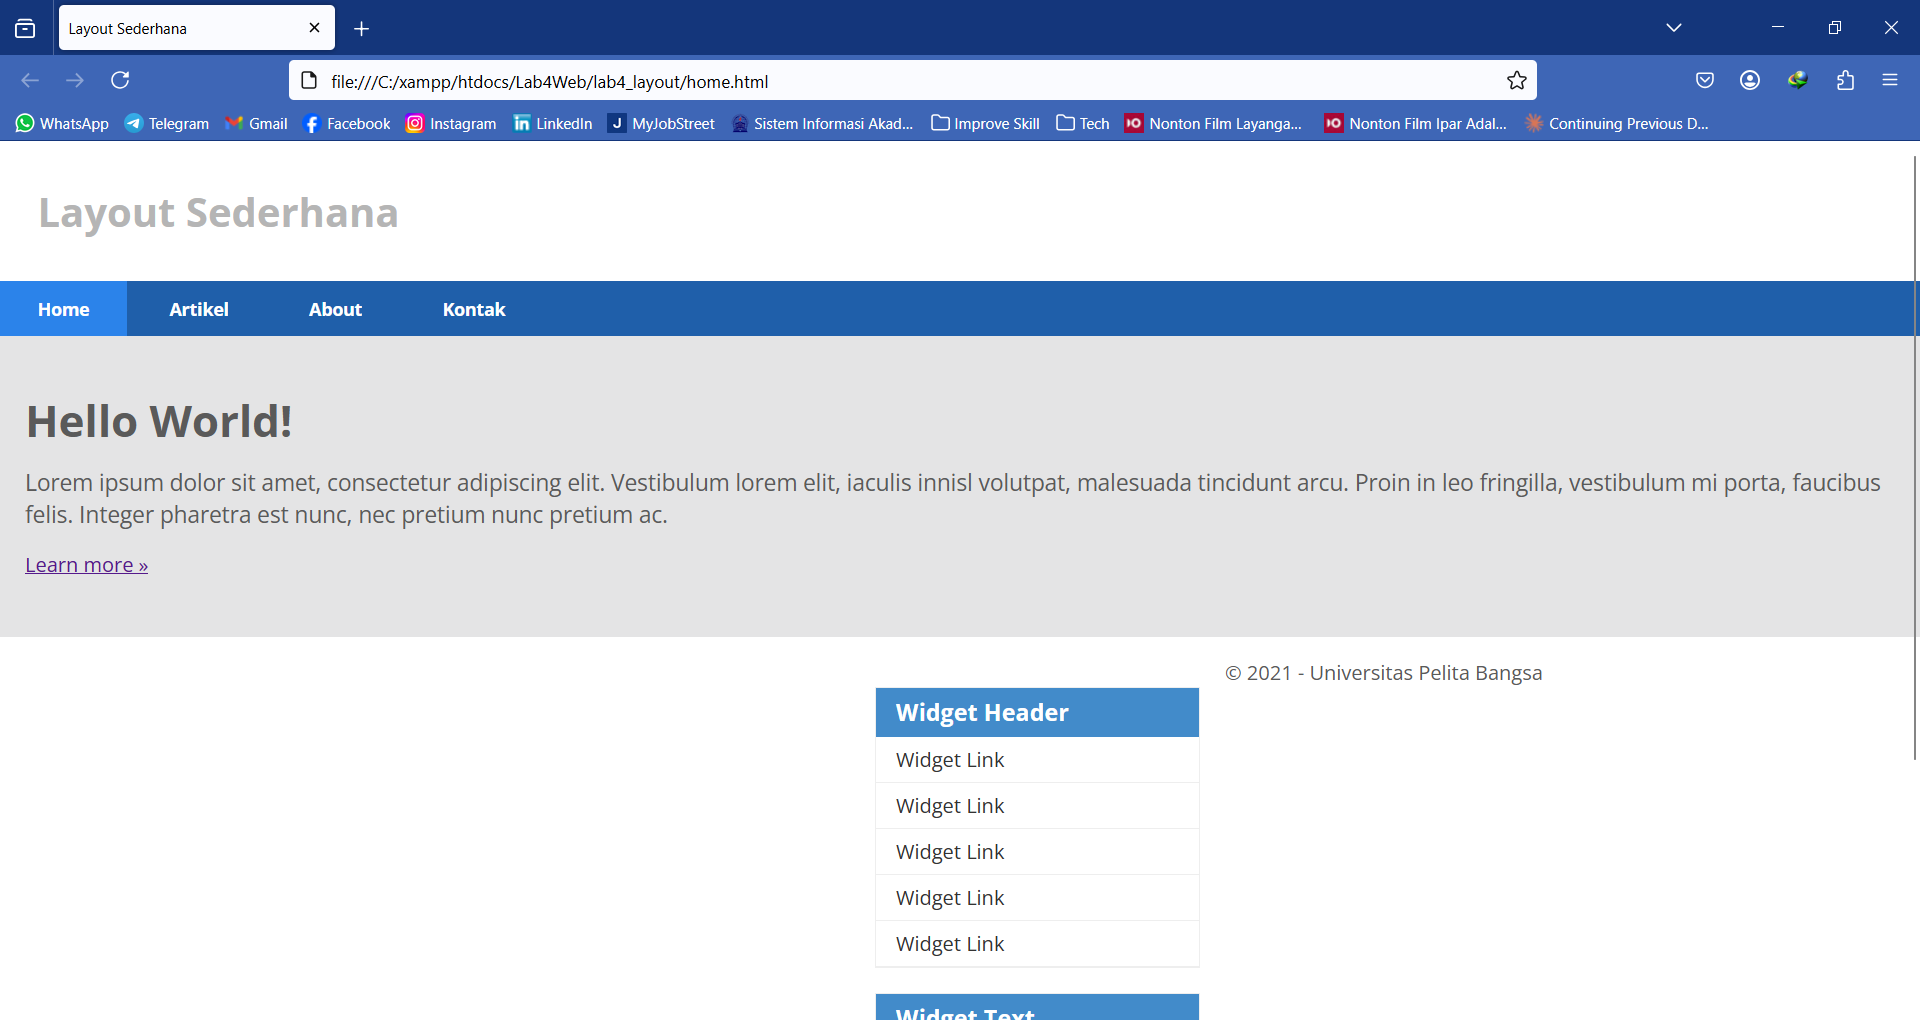 Layout Sederhana
file:///C:/xampp/htdocs/Lab4Web/lab4_layout/home.html
WhatsApp Telegram Gmail Facebook Instagram LinkedIn MyJobStreet Sistem Informasi Akad... Improve Skill Tech Nonton Film Layanga... Nonton Film Ipar Adal... Continuing Previous D...
Layout Sederhana
Home Artikel About Kontak
Hello World!
Lorem ipsum dolor sit amet, consectetur adipiscing elit. Vestibulum lorem elit, iaculis innisl volutpat, malesuada tincidunt arcu. Proin in leo fringilla, vestibulum mi porta, faucibus
felis. Integer pharetra est nunc, nec pretium nunc pretium ac.
Learn more »
© 2021 - Universitas Pelita Bangsa
Widget Header
Widget Link
Widget Link
Widget Link
Widget Link
Widget Link
Widget Text